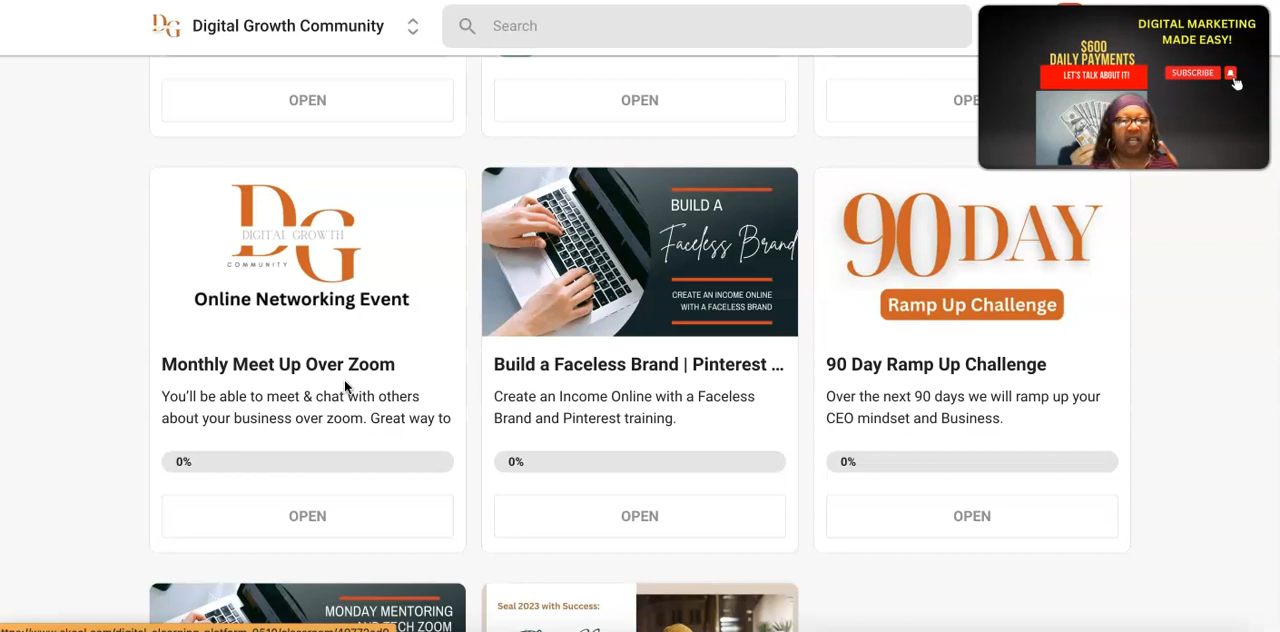 DG Digital Growth Community
Search
DIGITAL MARKETING
MADE EASY!
$600
DAILY PAYMENTS
LET'S TALK ABOUT IT!
SUBSCRIBE
OPEN
OPEN
OPE
DG
DIGITAL GROWTH
COMMUNITY
Online Networking Event
BUILD A
Faceless Brand
CREATE AN INCOME ONLINE
WITH A FACELESS BRAND
90 DAY
Ramp Up Challenge
Monthly Meet Up Over Zoom
You'll be able to meet & chat with others
about your business over zoom. Great way to
0%
OPEN
Build a Faceless Brand | Pinterest ...
Create an Income Online with a Faceless
Brand and Pinterest training.
0%
OPEN
90 Day Ramp Up Challenge
Over the next 90 days we will ramp up your
CEO mindset and Business.
0%
OPEN
MONDAY MENTORING
TECH ZOOM
Seal 2023 with Success: